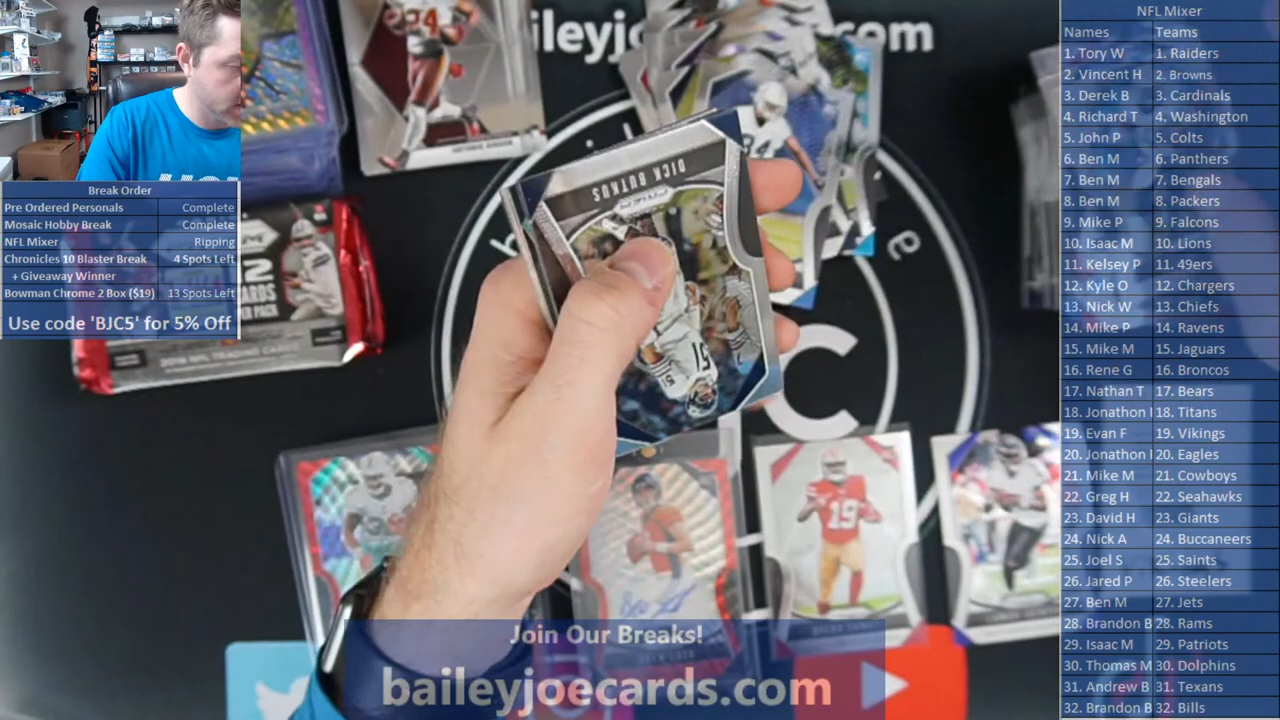 NFL Mixer
Names Teams
1. Tory W 1. Raiders
2. Vincent H 2. Browns
3. Derek B 3. Cardinals
4. Richard T 4. Washington
5. John P 5. Colts
6. Ben M 6. Panthers
7. Ben M 7. Bengals
8. Ben M 8. Packers
9. Mike P 9. Falcons
10. Isaac M 10. Lions
11. Kelsey P 11. 49ers
12. Kyle O 12. Chargers
13. Nick W 13. Chiefs
14. Mike P 14. Ravens
15. Mike M 15. Jaguars
16. Rene G 16. Broncos
17. Nathan T 17. Bears
18. Jonathon 18. Titans
19. Evan F 19. Vikings
20. Jonathon 20. Eagles
21. Mike M 21. Cowboys
22. Greg H 22. Seahawks
23. David H 23. Giants
24. Nick A 24. Buccaneers
25. Joel S 25. Saints
26. Jared P 26. Steelers
27. Ben M 27. Jets
28. Brandon B 28. Rams
29. Isaac M 29. Patriots
30. Thomas M 30. Dolphins
31. Andrew B 31. Texans
32. Brandon B 32. Bills
Break Order
Pre Ordered Personals Complete
Mosaic Hobby Break Complete
NFL Mixer Ripping
Chronicles 10 Blaster Break 4 Spots Left
+ Giveaway Winner
Bowman Chrome 2 Box ($19) 13 Spots Left
Use code 'BJC5' for 5% Off
ileyj com
DICK BUTKUS
51
84
19
C
Join Our Breaks!
baileyjoecards.com